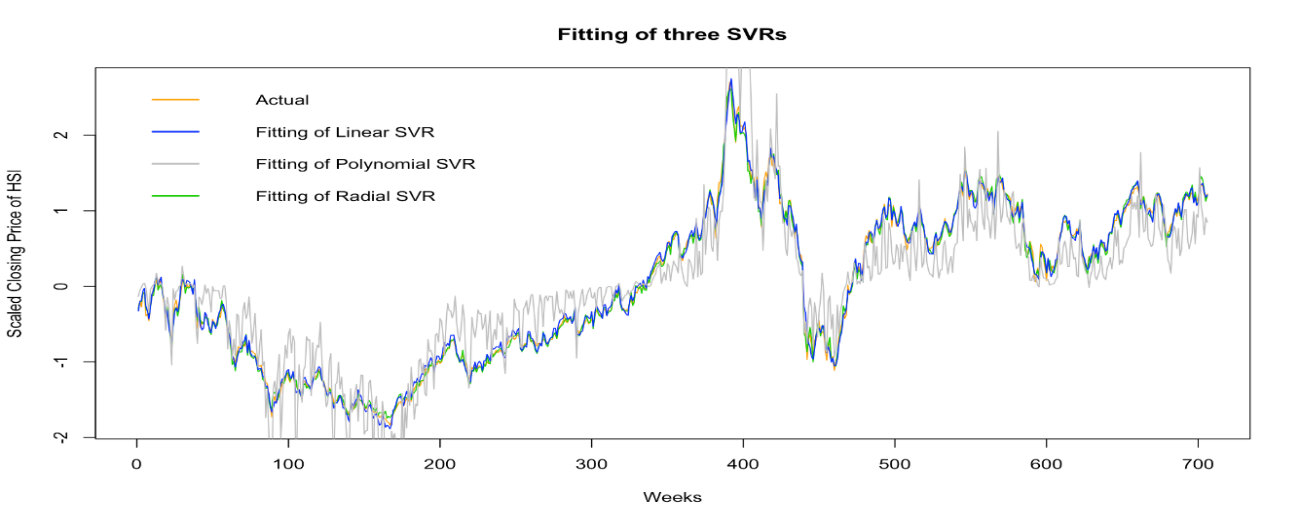 Fitting of three SVRs
Scaled Closing Price of HSI
2
1
0
-1
-2
Actual
Fitting of Linear SVR
Fitting of Polynomial SVR
Fitting of Radial SVR
0 100 200 300 400 500 600 700
Weeks